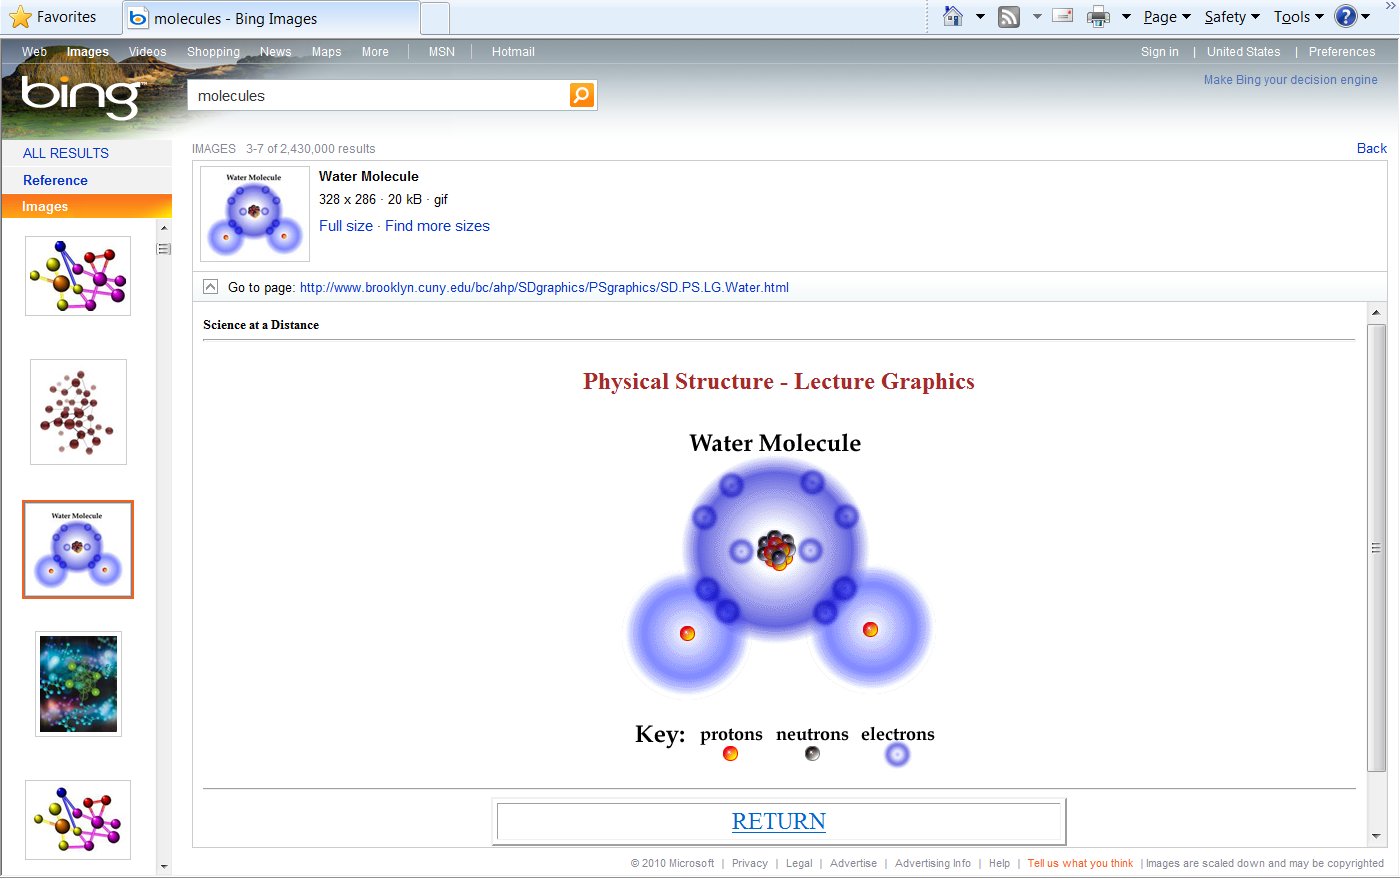 Favorites
molecules - Bing Images
Page
Safety
Tools
Web Images Videos Shopping News Maps More | MSN | Hotmail
Sign in | United States | Preferences
bing™
molecules
Make Bing your decision engine
ALL RESULTS
Reference
Images
IMAGES 3-7 of 2,430,000 results
Back
Water Molecule
Water Molecule
328 x 286 · 20 kB · gif
Full size · Find more sizes
Go to page: http://www.brooklyn.cuny.edu/bc/ahp/SDgraphics/PSgraphics/SD.PS.LG.Water.html
Science at a Distance
Physical Structure - Lecture Graphics
Water Molecule
Water Molecule
Key: protons neutrons electrons
RETURN
© 2010 Microsoft | Privacy | Legal | Advertise | Advertising Info | Help | Tell us what you think | Images are scaled down and may be copyrighted